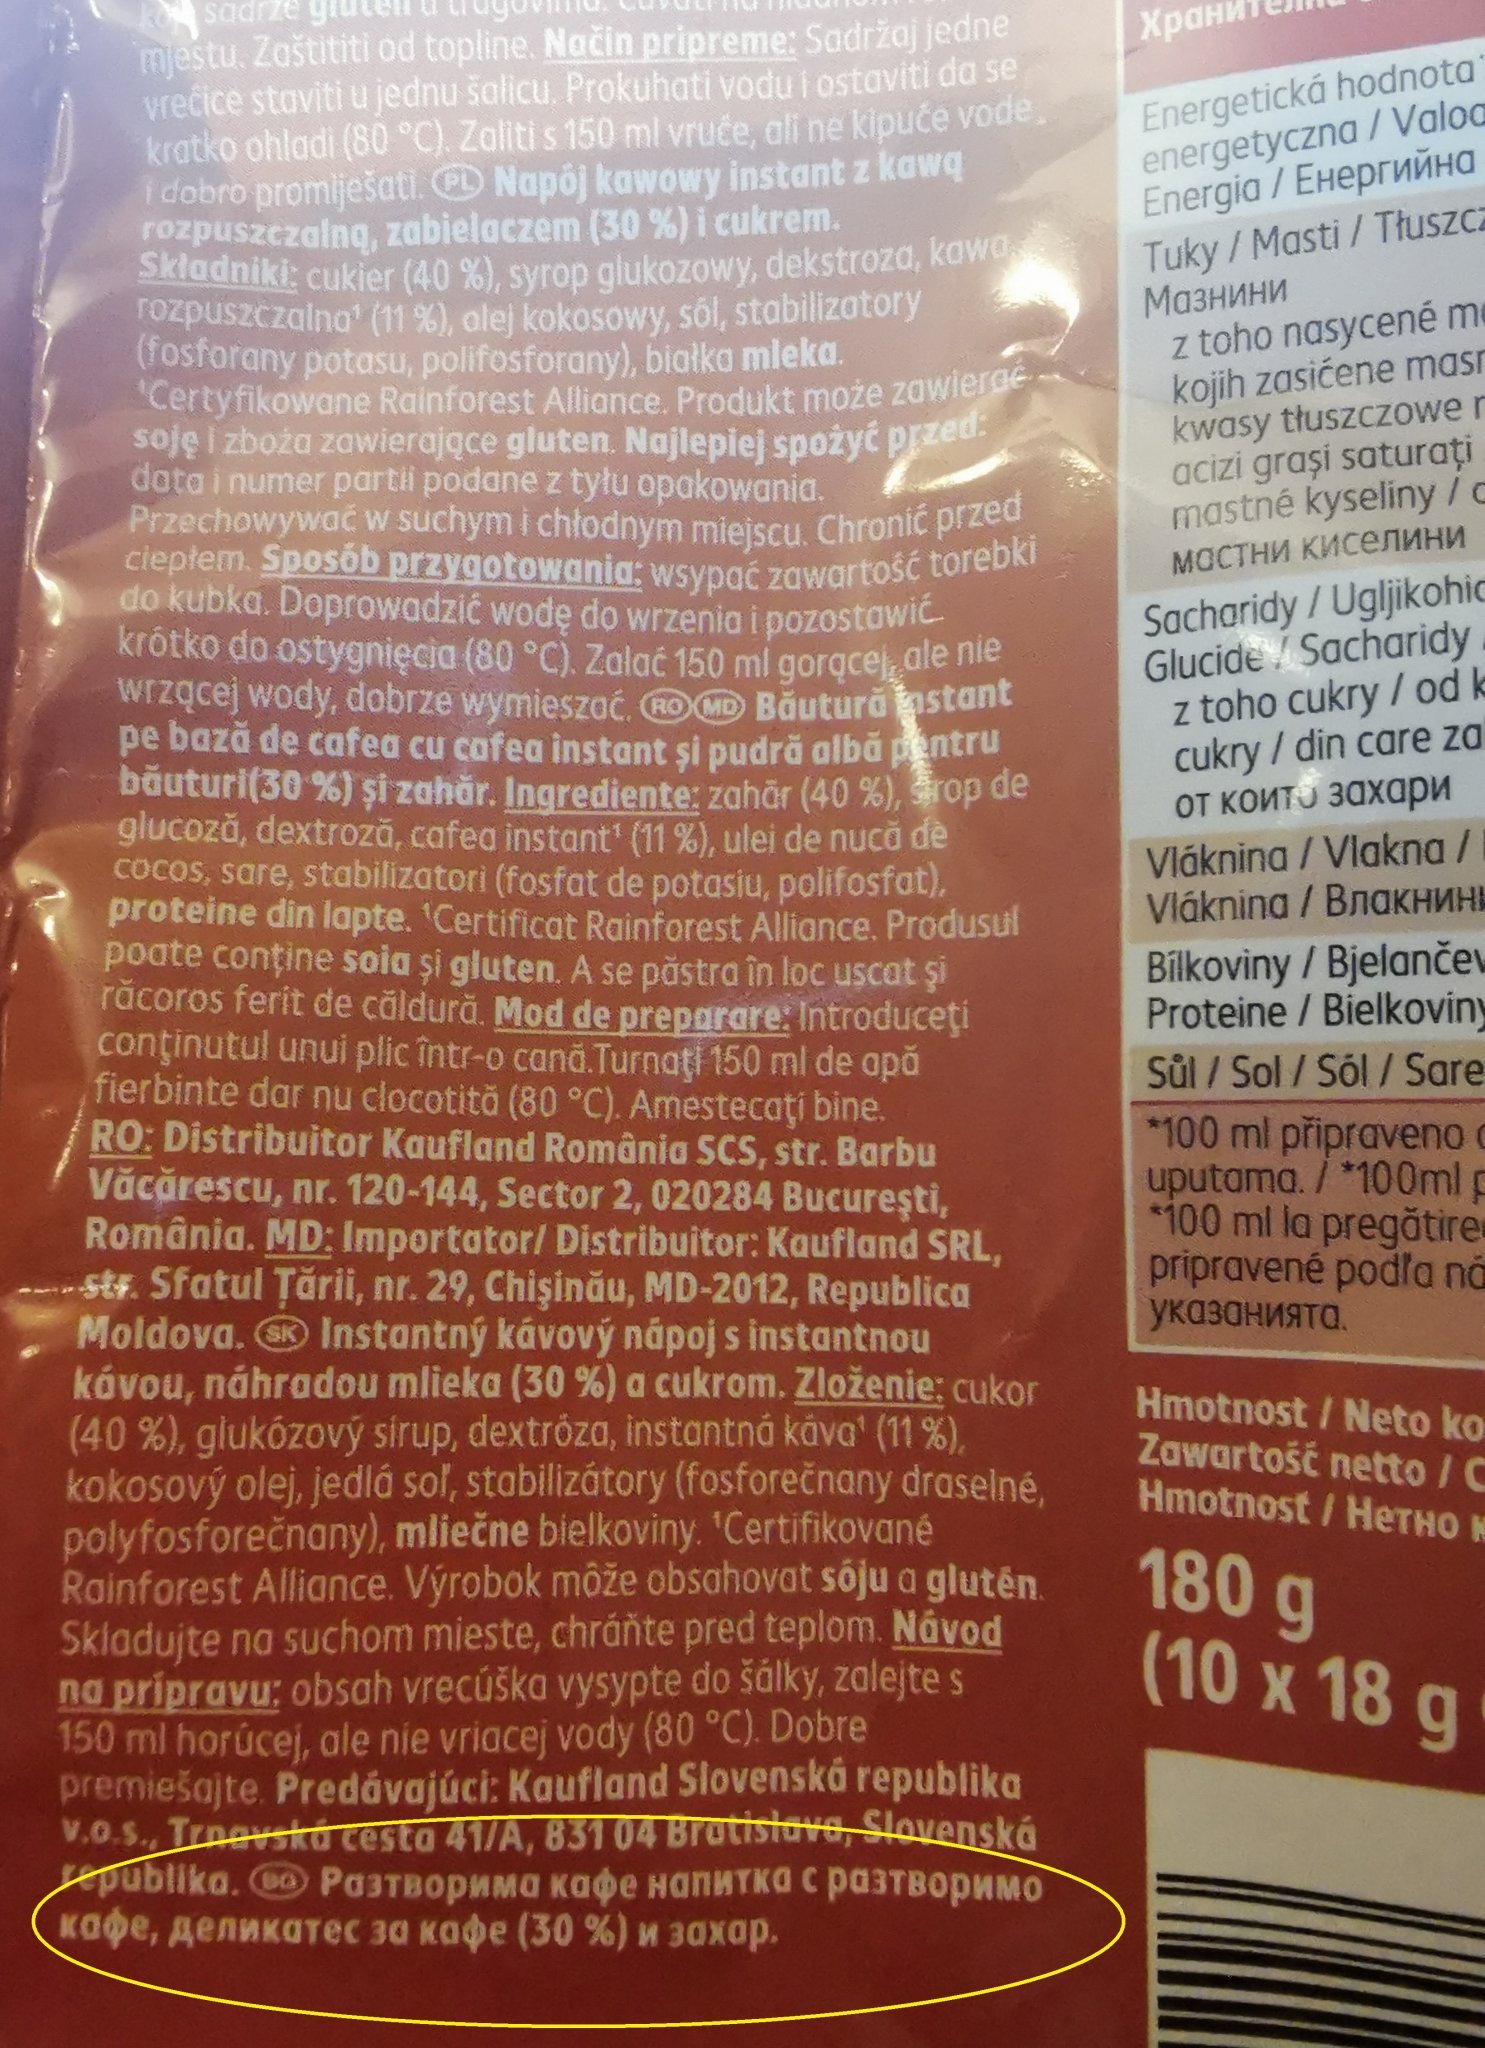 sadrže gluten u tragovima.
mjestu. Zaštititi od topline. Način pripreme: Sadržaj jedne
vrećice staviti u jednu šalicu. Prokuhati vodu i ostaviti da se
kratko ohladi (80 °C). Zaliti s 150 ml vruće, ali ne kipuće vode
i dobro promiješati. PL Napój kawowy instant z kawą
rozpuszczalną, zabielaczem (30 %) i cukrem.
Składniki: cukier (40 %), syrop glukozowy, dekstroza, kawa
rozpuszczalna¹ (11 %), olej kokosowy, sól, stabilizatory
(fosforany potasu, polifosforany), białka mleka.
¹Certyfikowane Rainforest Alliance. Produkt może zawierać
soję i zboża zawierające gluten. Najlepiej spożyć przed:
data i numer partii podane z tyłu opakowania.
Przechowywać w suchym i chłodnym miejscu. Chronić przed
ciepłem. Sposób przygotowania: wsypać zawartość torebki
do kubka. Doprowadzić wodę do wrzenia i pozostawić
krótko do ostygnięcia (80 °C). Zalać 150 ml gorącej, ale nie
wrzącej wody, dobrze wymieszać. RO MD Băutură instant
pe bază de cafea cu cafea instant și pudră albă pentru
băuturi(30 %) și zahăr. Ingrediente: zahăr (40 %), sirop de
glucoză, dextroză, cafea instant¹ (11 %), ulei de nucă de
cocos, sare, stabilizatori (fosfat de potasiu, polifosfat),
proteine din lapte. ¹Certificat Rainforest Alliance. Produsul
poate conține soia și gluten. A se păstra în loc uscat și
răcoros ferit de căldură. Mod de preparare: Introduceți
conținutul unui plic într-o cană.Turnați 150 ml de apă
fierbinte dar nu clocotită (80 °C). Amestecați bine.
RO: Distribuitor Kaufland România SCS, str. Barbu
Văcărescu, nr. 120-144, Sector 2, 020284 București,
România. MD: Importator/ Distribuitor: Kaufland SRL,
str. Sfatul Țării, nr. 29, Chișinău, MD-2012, Republica
Moldova. SK Instantný kávový nápoj s instantnou
kávou, náhradou mlieka (30 %) a cukrom. Zloženie: cukor
(40 %), glukózový sirup, dextróza, instantná káva¹ (11 %),
kokosový olej, jedlá soľ, stabilizátory (fosforečnany draselné,
polyfosforečnany), mliečne bielkoviny. ¹Certifikované
Rainforest Alliance. Výrobok môže obsahovat sóju a glutén.
Skladujte na suchom mieste, chráňte pred teplom. Návod
na prípravu: obsah vrecúška vysypte do šálky, zalejte s
150 ml horúcej, ale nie vriacej vody (80 °C). Dobre
premiešajte. Predávajúci: Kaufland Slovenská republika
v.o.s., Trnavská cesta 41/A, 831 04 Bratislava, Slovenská
republika. BG Разтворима кафе напитка с разтворимо
кафе, деликатес за кафе (30 %) и захар.
Energetická hodnota
energetyczna / Valoa
Energia / Енергийна
Tuky / Masti / Tłuszcz
Мазнини
z toho nasycené
kojih zasićene
kwasy tłuszczowe
acizi grași saturați
mastné kyseliny /
мастни киселини
Sacharidy / Ugljikohid
Glucide / Sacharidy
z toho cukry / od
cukry / din care za
от които захари
Vláknina / Vlakna /
Vláknina / Влакнини
Bílkoviny / Bjelančev
Proteine / Bielkoviny
Sůl / Sol / Sól / Sare
*100 ml připraveno
uputama. / *100ml
*100 ml la pregătire
pripravené podľa ná
указанията.
Hmotnost / Neto ko
Zawartość netto / C
Hmotnosť / Нетно к
180 g
(10 x 18 g